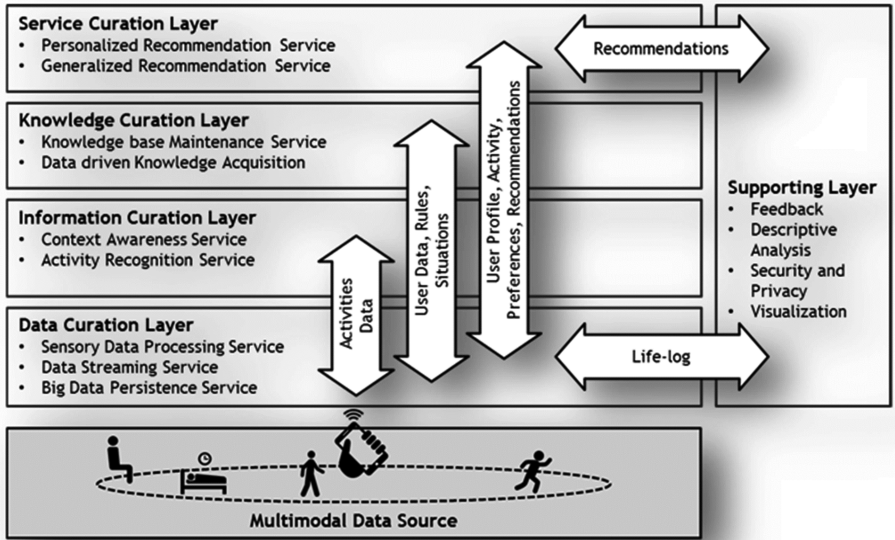 Service Curation Layer
• Personalized Recommendation Service
• Generalized Recommendation Service
Recommendations
Knowledge Curation Layer
• Knowledge base Maintenance Service
• Data driven Knowledge Acquisition
Information Curation Layer
• Context Awareness Service
• Activity Recognition Service
Data Curation Layer
• Sensory Data Processing Service
• Data Streaming Service
• Big Data Persistence Service
Activities
Data
User Data, Rules,
Situations
User Profile, Activity,
Preferences, Recommendations
Life-log
Supporting Layer
• Feedback
• Descriptive
Analysis
• Security and
Privacy
• Visualization
Multimodal Data Source